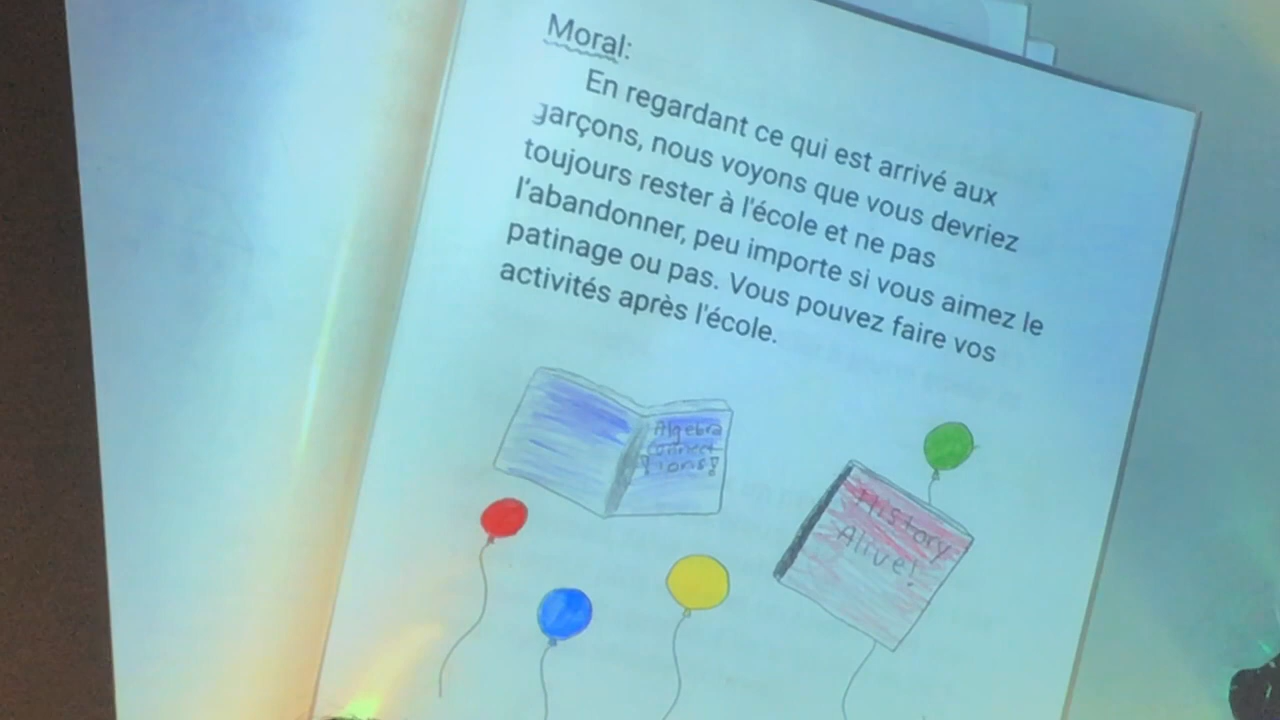 Moral:
En regardant ce qui est arrivé aux
garçons, nous voyons que vous devriez
toujours rester à l'école et ne pas
l'abandonner, peu importe si vous aimez le
patinage ou pas. Vous pouvez faire vos
activités après l'école.
Algebra
Connect
ions!
History
Alive!